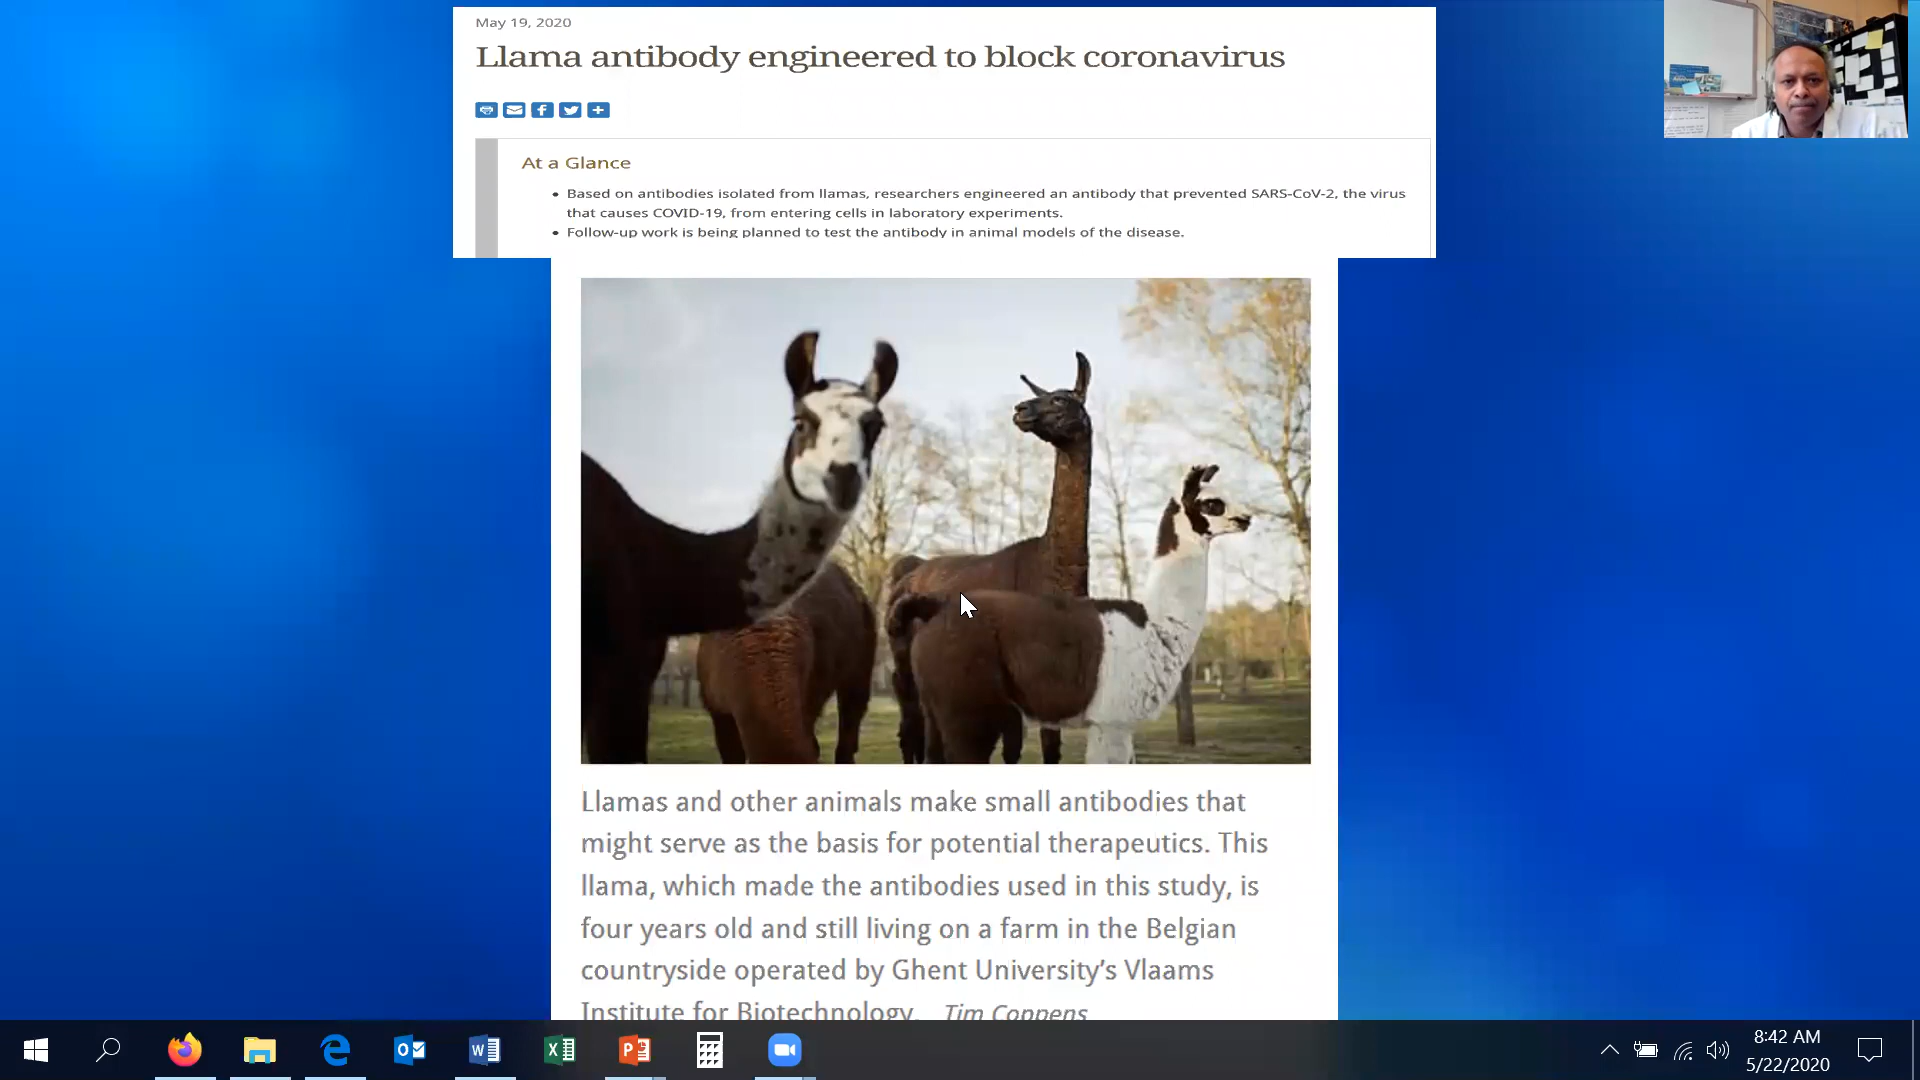 May 19, 2020
Llama antibody engineered to block coronavirus
At a Glance
Based on antibodies isolated from llamas, researchers engineered an antibody that prevented SARS-CoV-2, the virus
that causes COVID-19, from entering cells in laboratory experiments.
Follow-up work is being planned to test the antibody in animal models of the disease.
Llamas and other animals make small antibodies that
might serve as the basis for potential therapeutics. This
llama, which made the antibodies used in this study, is
four years old and still living on a farm in the Belgian
countryside operated by Ghent University's Vlaams
Institute for Biotechnology. Tim Coppens
8:42 AM
5/22/2020